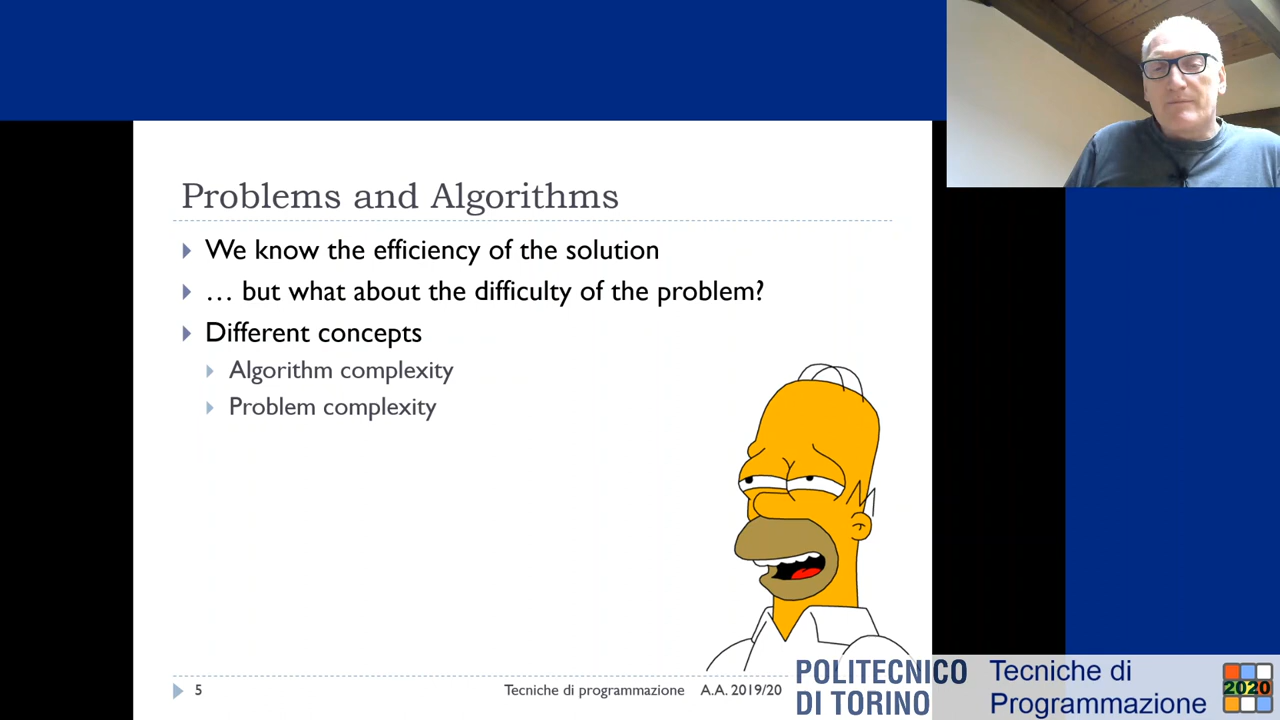 Problems and Algorithms
We know the efficiency of the solution
… but what about the difficulty of the problem?
Different concepts
Algorithm complexity
Problem complexity
5
Tecniche di programmazione A.A. 2019/20
POLITECNICO
DI TORINO
Tecniche di
Programmazione
2020